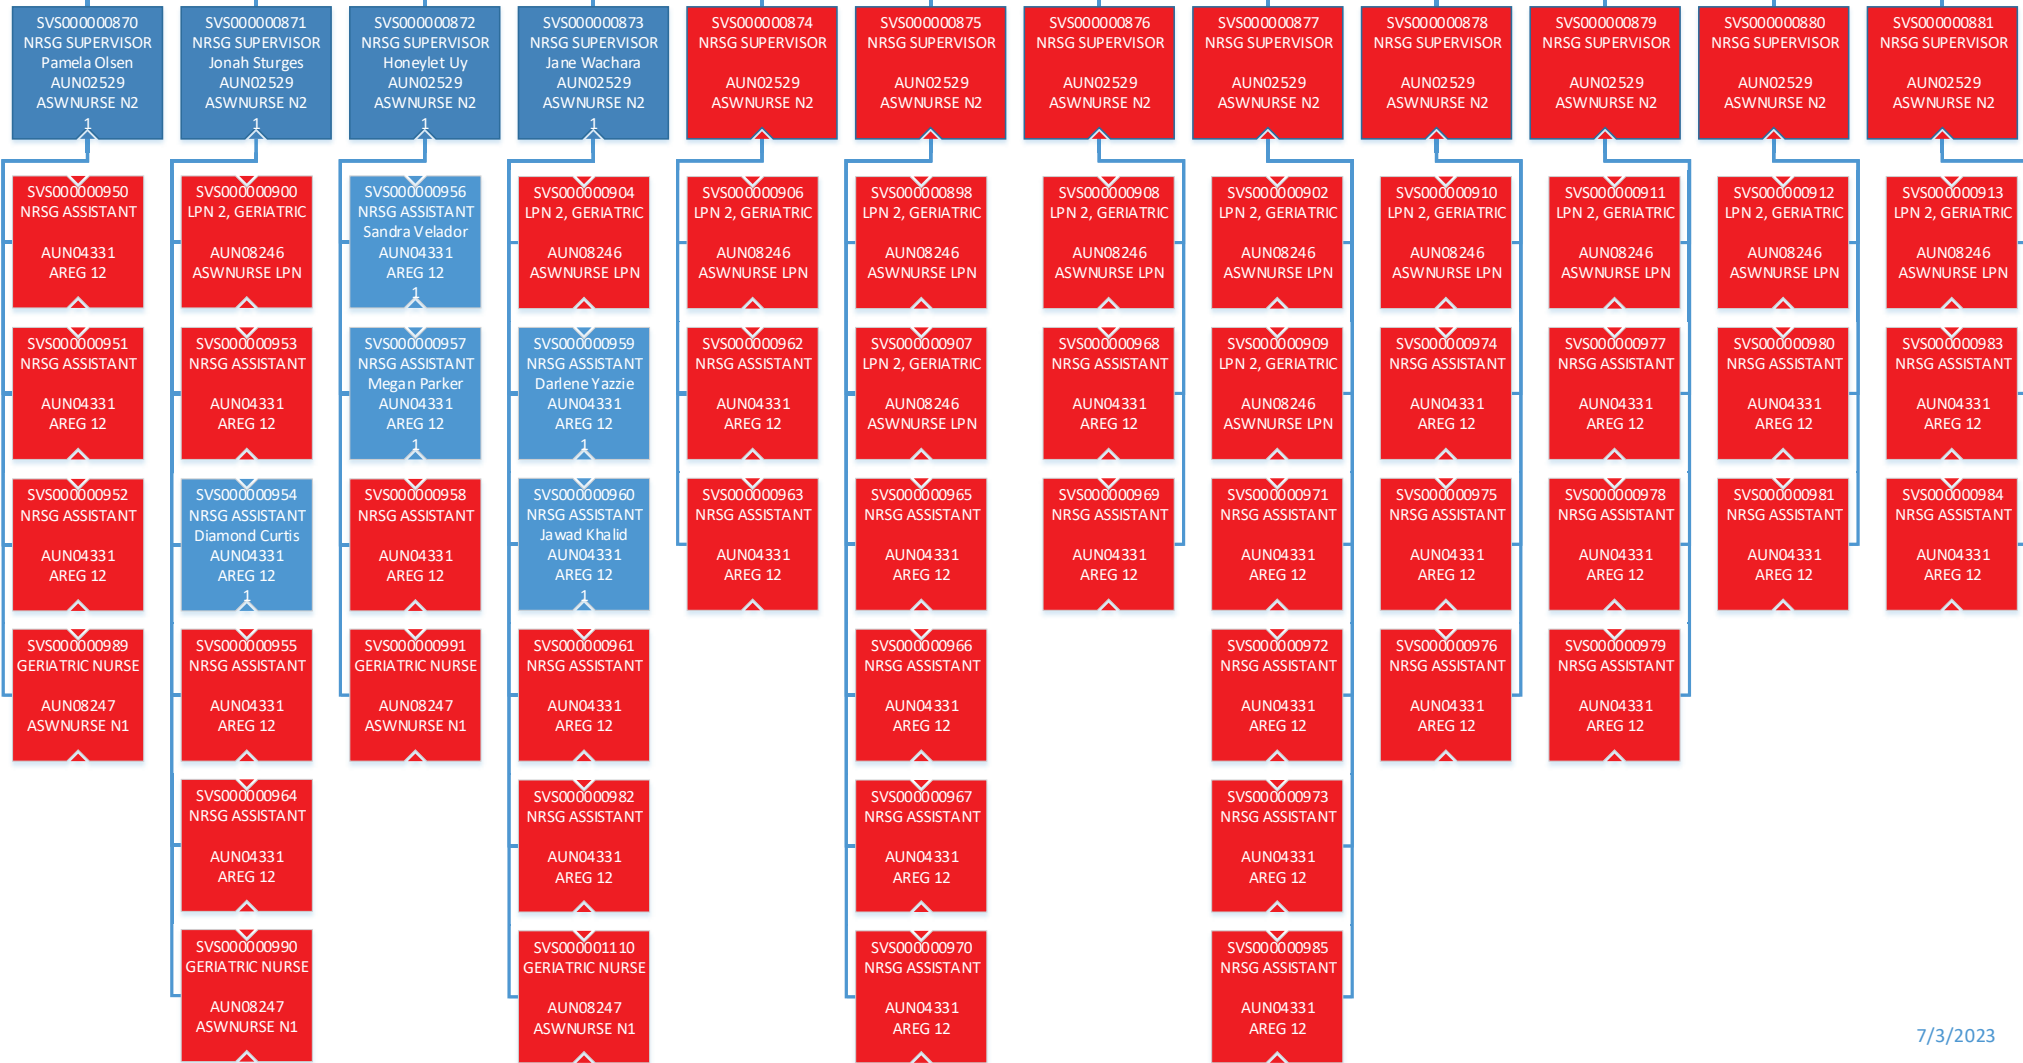 SVS000000870
NRSG SUPERVISOR
Pamela Olsen
AUN02529
ASWNURSE N2
1
SVS000000871
NRSG SUPERVISOR
Jonah Sturges
AUN02529
ASWNURSE N2
1
SVS000000872
NRSG SUPERVISOR
Honeylet Uy
AUN02529
ASWNURSE N2
1
SVS000000873
NRSG SUPERVISOR
Jane Wachara
AUN02529
ASWNURSE N2
1
SVS000000874
NRSG SUPERVISOR
AUN02529
ASWNURSE N2
SVS000000875
NRSG SUPERVISOR
AUN02529
ASWNURSE N2
SVS000000876
NRSG SUPERVISOR
AUN02529
ASWNURSE N2
SVS000000877
NRSG SUPERVISOR
AUN02529
ASWNURSE N2
SVS000000878
NRSG SUPERVISOR
AUN02529
ASWNURSE N2
SVS000000879
NRSG SUPERVISOR
AUN02529
ASWNURSE N2
SVS000000880
NRSG SUPERVISOR
AUN02529
ASWNURSE N2
SVS000000881
NRSG SUPERVISOR
AUN02529
ASWNURSE N2
SVS000000950
NRSG ASSISTANT
AUN04331
AREG 12
SVS000000900
LPN 2, GERIATRIC
AUN08246
ASWNURSE LPN
SVS000000956
NRSG ASSISTANT
Sandra Velador
AUN04331
AREG 12
1
SVS000000904
LPN 2, GERIATRIC
AUN08246
ASWNURSE LPN
SVS000000906
LPN 2, GERIATRIC
AUN08246
ASWNURSE LPN
SVS000000898
LPN 2, GERIATRIC
AUN08246
ASWNURSE LPN
SVS000000908
LPN 2, GERIATRIC
AUN08246
ASWNURSE LPN
SVS000000902
LPN 2, GERIATRIC
AUN08246
ASWNURSE LPN
SVS000000910
LPN 2, GERIATRIC
AUN08246
ASWNURSE LPN
SVS000000911
LPN 2, GERIATRIC
AUN08246
ASWNURSE LPN
SVS000000912
LPN 2, GERIATRIC
AUN08246
ASWNURSE LPN
SVS000000913
LPN 2, GERIATRIC
AUN08246
ASWNURSE LPN
SVS000000951
NRSG ASSISTANT
AUN04331
AREG 12
SVS000000953
NRSG ASSISTANT
AUN04331
AREG 12
SVS000000957
NRSG ASSISTANT
Megan Parker
AUN04331
AREG 12
1
SVS000000959
NRSG ASSISTANT
Darlene Yazzie
AUN04331
AREG 12
1
SVS000000962
NRSG ASSISTANT
AUN04331
AREG 12
SVS000000907
LPN 2, GERIATRIC
AUN08246
ASWNURSE LPN
SVS000000968
NRSG ASSISTANT
AUN04331
AREG 12
SVS000000909
LPN 2, GERIATRIC
AUN08246
ASWNURSE LPN
SVS000000974
NRSG ASSISTANT
AUN04331
AREG 12
SVS000000977
NRSG ASSISTANT
AUN04331
AREG 12
SVS000000980
NRSG ASSISTANT
AUN04331
AREG 12
SVS000000983
NRSG ASSISTANT
AUN04331
AREG 12
SVS000000952
NRSG ASSISTANT
AUN04331
AREG 12
SVS000000954
NRSG ASSISTANT
Diamond Curtis
AUN04331
AREG 12
1
SVS000000958
NRSG ASSISTANT
AUN04331
AREG 12
SVS000000960
NRSG ASSISTANT
Jawad Khalid
AUN04331
AREG 12
1
SVS000000963
NRSG ASSISTANT
AUN04331
AREG 12
SVS000000965
NRSG ASSISTANT
AUN04331
AREG 12
SVS000000969
NRSG ASSISTANT
AUN04331
AREG 12
SVS000000971
NRSG ASSISTANT
AUN04331
AREG 12
SVS000000975
NRSG ASSISTANT
AUN04331
AREG 12
SVS000000978
NRSG ASSISTANT
AUN04331
AREG 12
SVS000000981
NRSG ASSISTANT
AUN04331
AREG 12
SVS000000984
NRSG ASSISTANT
AUN04331
AREG 12
SVS000000989
GERIATRIC NURSE
AUN08247
ASWNURSE N1
SVS000000955
NRSG ASSISTANT
AUN04331
AREG 12
SVS000000991
GERIATRIC NURSE
AUN08247
ASWNURSE N1
SVS000000961
NRSG ASSISTANT
AUN04331
AREG 12
SVS000000966
NRSG ASSISTANT
AUN04331
AREG 12
SVS000000972
NRSG ASSISTANT
AUN04331
AREG 12
SVS000000976
NRSG ASSISTANT
AUN04331
AREG 12
SVS000000979
NRSG ASSISTANT
AUN04331
AREG 12
SVS000000964
NRSG ASSISTANT
AUN04331
AREG 12
SVS000000982
NRSG ASSISTANT
AUN04331
AREG 12
SVS000000967
NRSG ASSISTANT
AUN04331
AREG 12
SVS000000973
NRSG ASSISTANT
AUN04331
AREG 12
SVS000000990
GERIATRIC NURSE
AUN08247
ASWNURSE N1
SVS000001110
GERIATRIC NURSE
AUN08247
ASWNURSE N1
SVS000000970
NRSG ASSISTANT
AUN04331
AREG 12
SVS000000985
NRSG ASSISTANT
AUN04331
AREG 12
7/3/2023